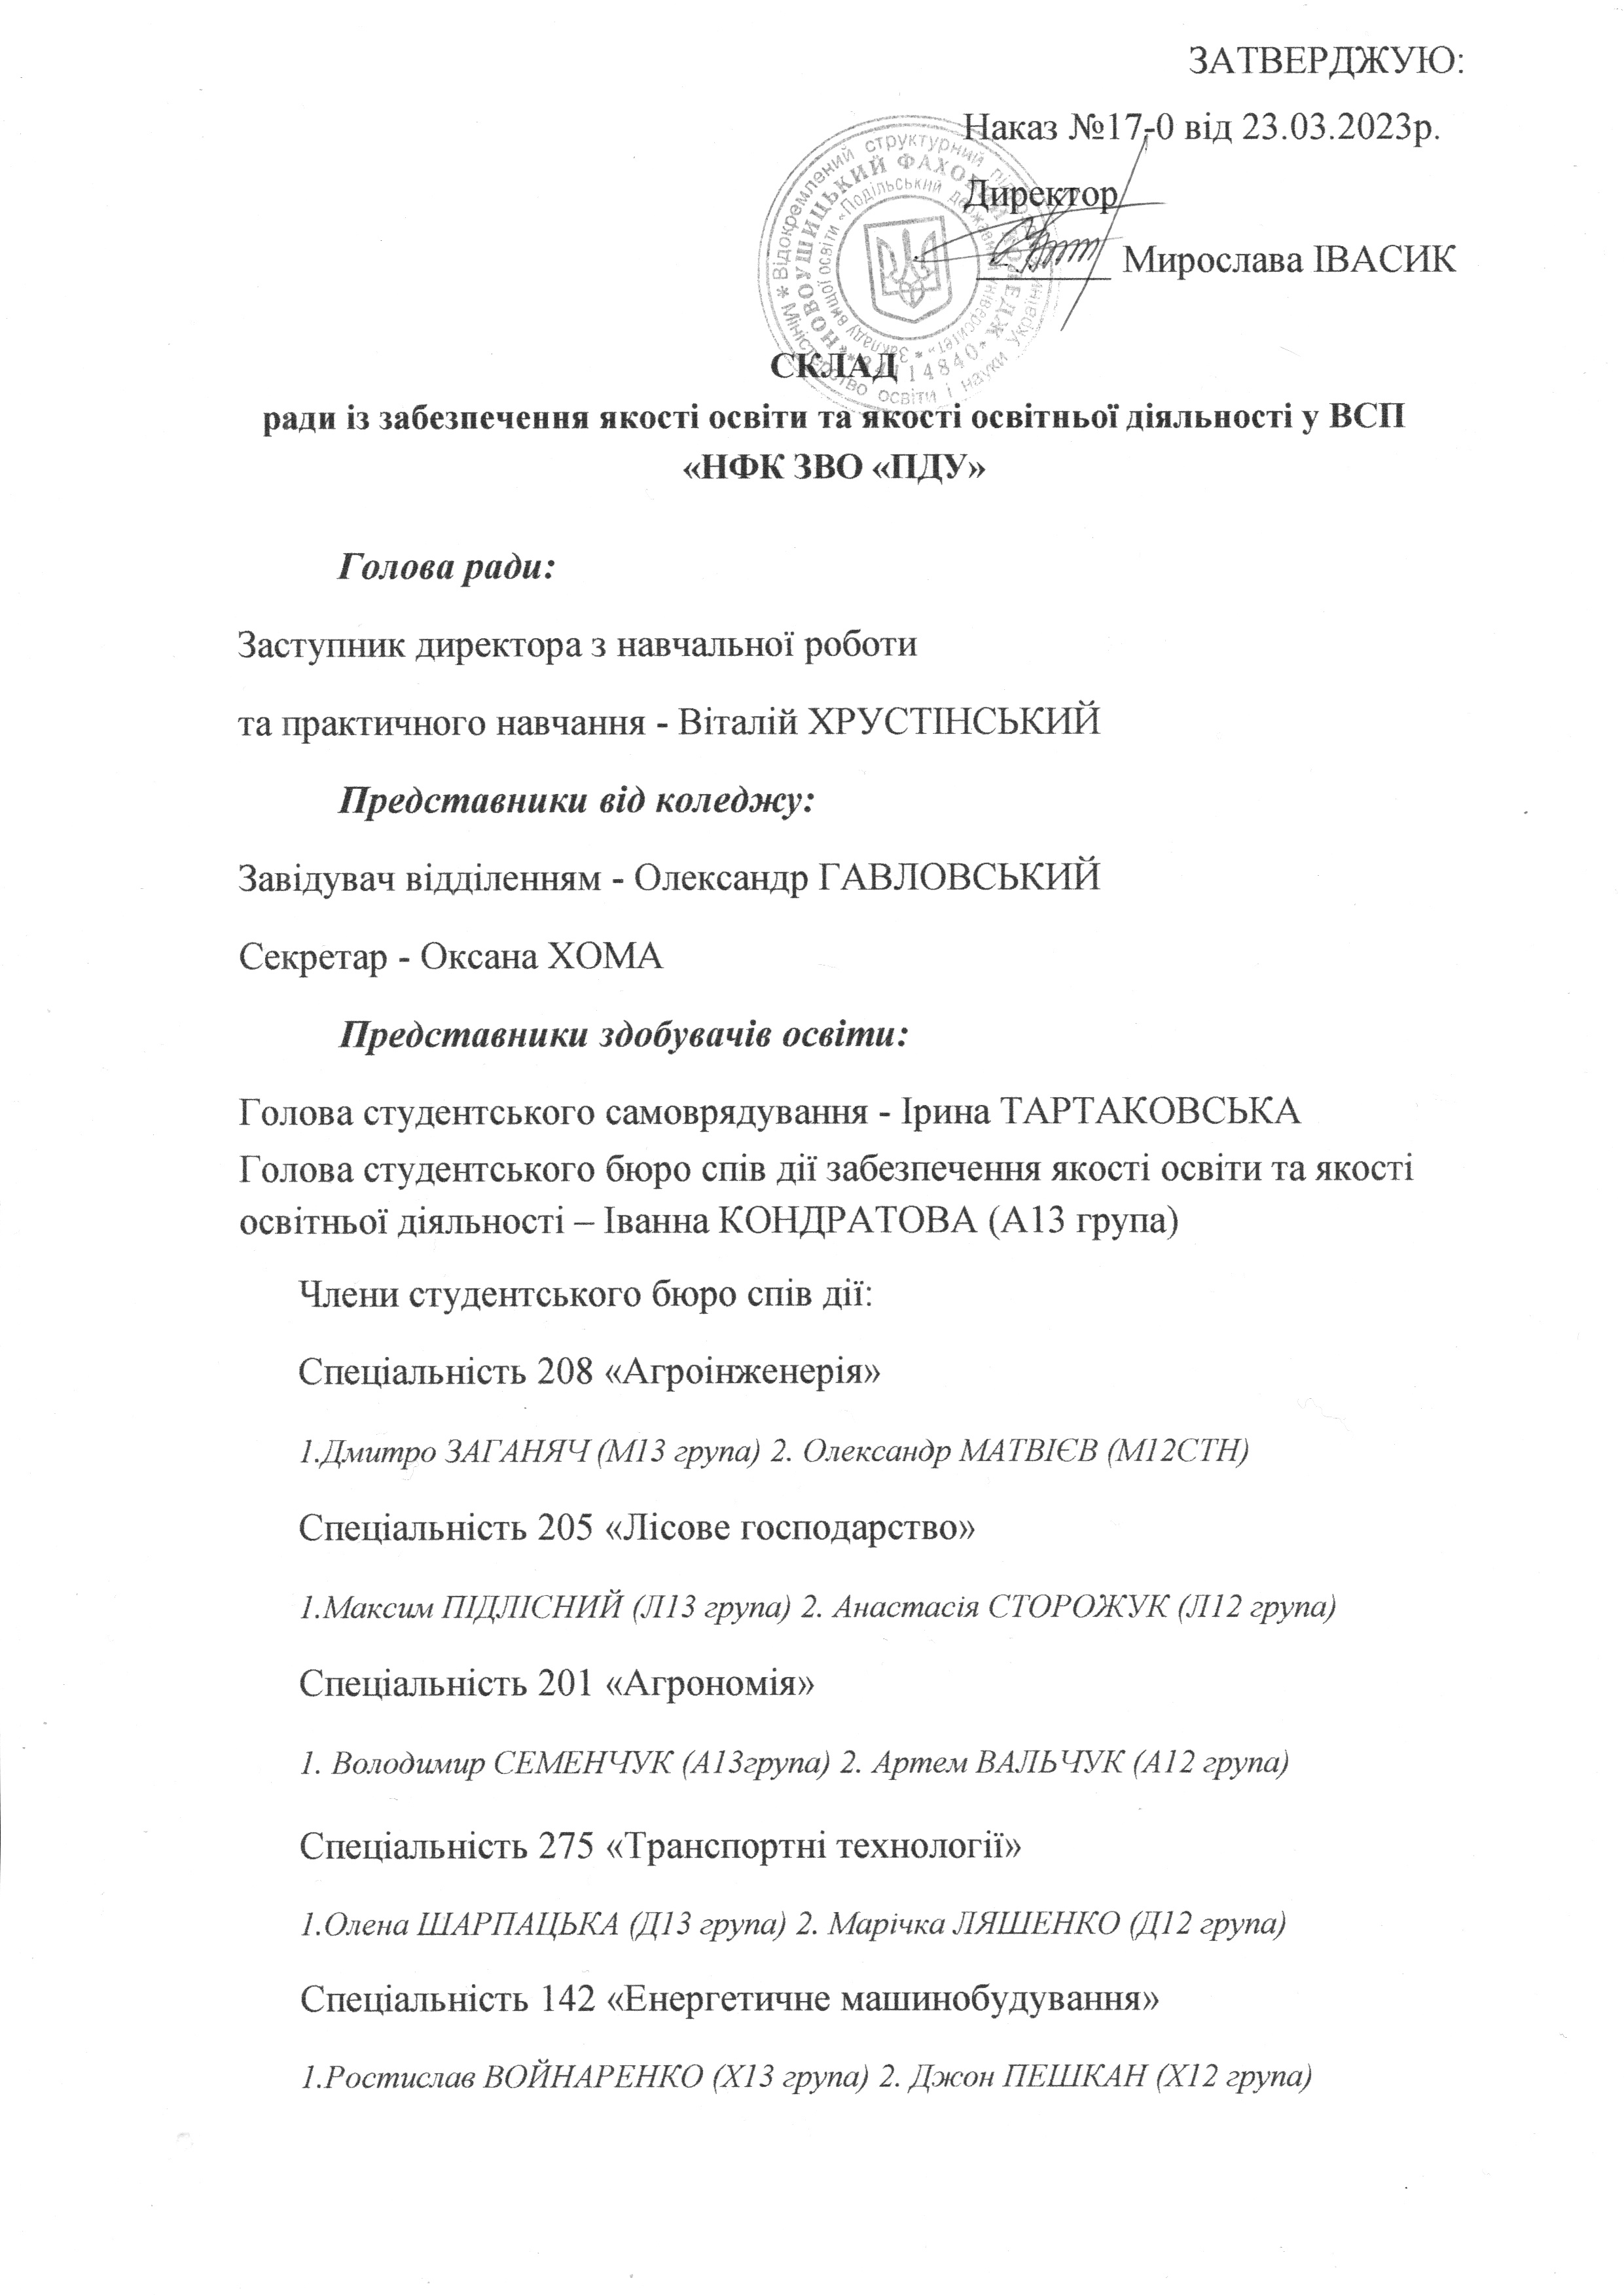 ЗАТВЕРДЖУЮ:
Наказ №17-0 від 23.03.2023р.
Директор
Мирослава ІВАСИК
Відокремлений структурний
НОВОУШИЦЬКИЙ ФАХОВИЙ КОЛЕДЖ
Закладу вищої освіти «Подільський державний університет»
Міністерство освіти і науки України
СКЛАД
ради із забезпечення якості освіти та якості освітньої діяльності у ВСП
«НФК ЗВО «ПДУ»
Голова ради:
Заступник директора з навчальної роботи
та практичного навчання - Віталій ХРУСТІНСЬКИЙ
Представники від коледжу:
Завідувач відділенням - Олександр ГАВЛОВСЬКИЙ
Секретар - Оксана ХОМА
Представники здобувачів освіти:
Голова студентського самоврядування - Ірина ТАРТАКОВСЬКА
Голова студентського бюро спів дії забезпечення якості освіти та якості
освітньої діяльності – Іванна КОНДРАТОВА (А13 група)
Члени студентського бюро спів дії:
Спеціальність 208 «Агроінженерія»
1.Дмитро ЗАГАНЯЧ (М13 група) 2. Олександр МАТВІЄВ (М12СТН)
Спеціальність 205 «Лісове господарство»
1.Максим ПІДЛІСНИЙ (Л13 група) 2. Анастасія СТОРОЖУК (Л12 група)
Спеціальність 201 «Агрономія»
1. Володимир СЕМЕНЧУК (А13група) 2. Артем ВАЛЬЧУК (А12 група)
Спеціальність 275 «Транспортні технології»
1.Олена ШАРПАЦЬКА (Д13 група) 2. Марічка ЛЯШЕНКО (Д12 група)
Спеціальність 142 «Енергетичне машинобудування»
1.Ростислав ВОЙНАРЕНКО (Х13 група) 2. Джон ПЕШКАН (Х12 група)